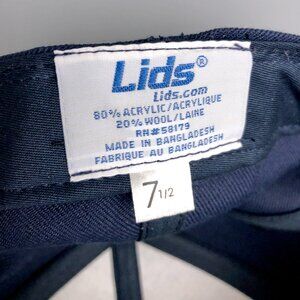 Lids®
Lids.com
80% ACRYLIC/ACRYLIQUE
20% WOOL/LAINE
RN#58179
MADE IN BANGLADESH
FABRIQUE AU BANGLADESH
7 1/2